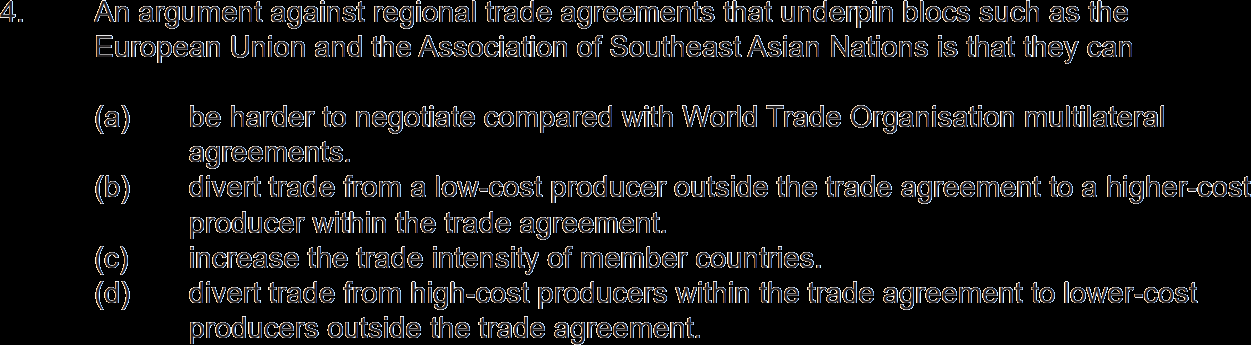 4. An argument against regional trade agreements that underpin blocs such as the
European Union and the Association of Southeast Asian Nations is that they can
(a) be harder to negotiate compared with World Trade Organisation multilateral
agreements.
(b) divert trade from a low-cost producer outside the trade agreement to a higher-cost
producer within the trade agreement.
(c) increase the trade intensity of member countries.
(d) divert trade from high-cost producers within the trade agreement to lower-cost
producers outside the trade agreement.